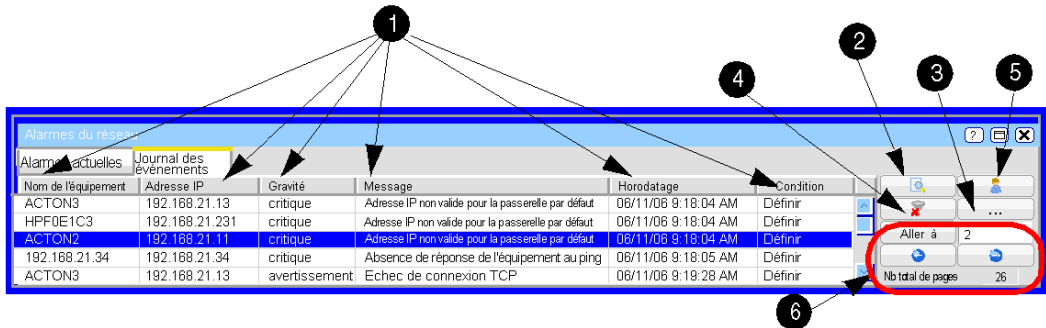 1
2
3
4
5
Alarmes du réseau
?
Alarmes actuelles
Journal des
événements
Nom de l'équipement Adresse IP Gravité Message Horodatage Condition
ACTON3 192.168.21.13 critique Adresse IP non valide pour la passerelle par défaut 06/11/06 9:18:04 AM Définir
HPF0E1C3 192.168.21.231 critique Adresse IP non valide pour la passerelle par défaut 06/11/06 9:18:04 AM Définir
...
ACTON2 192.168.21.11 critique Adresse IP non valide pour la passerelle par défaut 06/11/06 9:18:04 AM Définir
Aller à 2
192.168.21.34 192.168.21.34 critique Absence de réponse de l'équipement au ping 06/11/06 9:18:05 AM Définir
ACTON3 192.168.21.13 avertissement Echec de connexion TCP 06/11/06 9:19:28 AM Définir
Nb total de pages 26
6